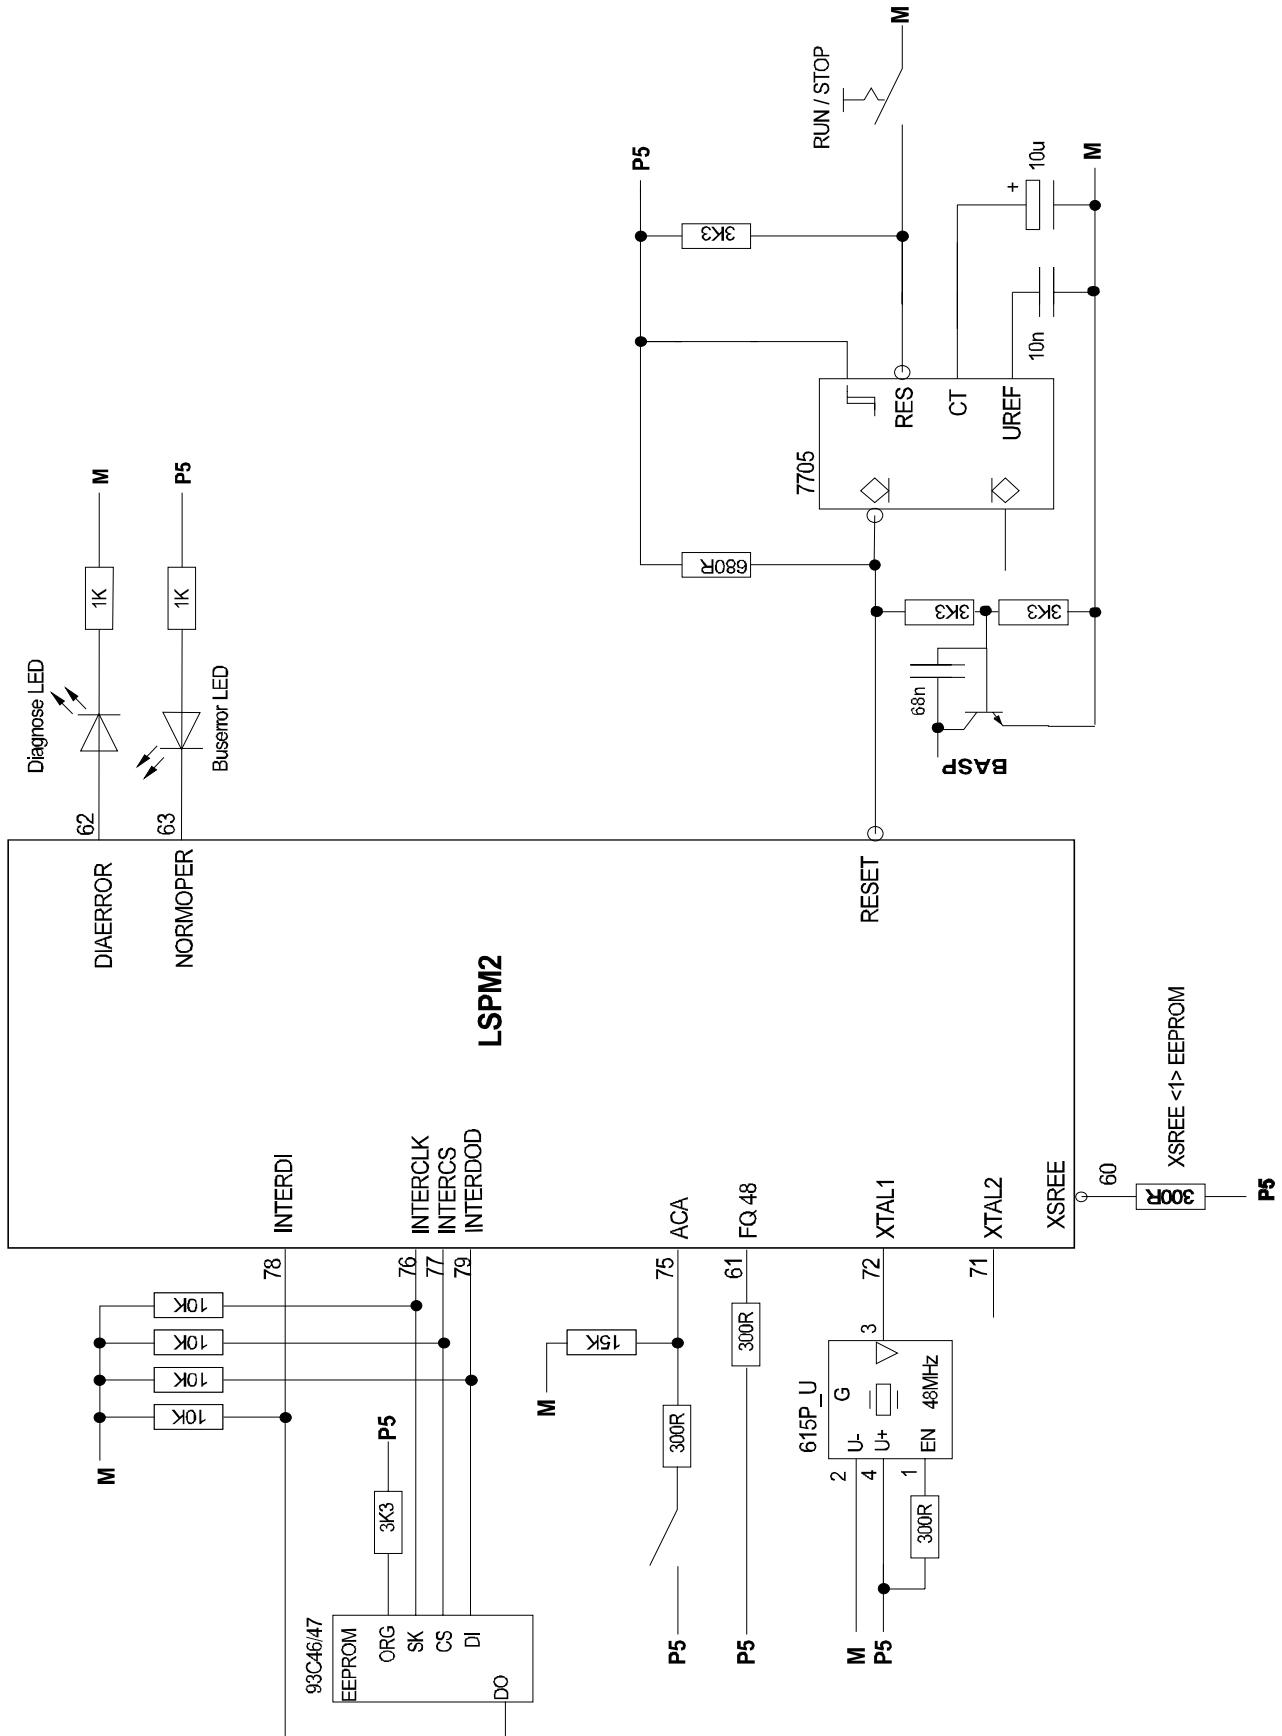 M
P5
Diagnose LED
1K
1K
Buserror LED
62
63
DIAERROR
NORMOPER
LSPM2
RESET
INTERDI
INTERCLK
INTERCS
INTERDOD
ACA
FQ 48
XTAL1
XTAL2
XSREE
78
76
77
79
75
61
72
71
60
300R
P5
XSREE <1> EEPROM
M
10K
10K
10K
10K
P5
3K3
93C46/47
EEPROM
ORG
SK
CS
DI
DO
M
15K
300R
P5
300R
P5
615P_U
G
U-
U+
EN
48MHz
3
2
4
1
300R
M
P5
P5
3K3
680R
RUN / STOP
M
7705
RES
CT
UREF
+
10u
10n
M
3K3
3K3
68n
BASP